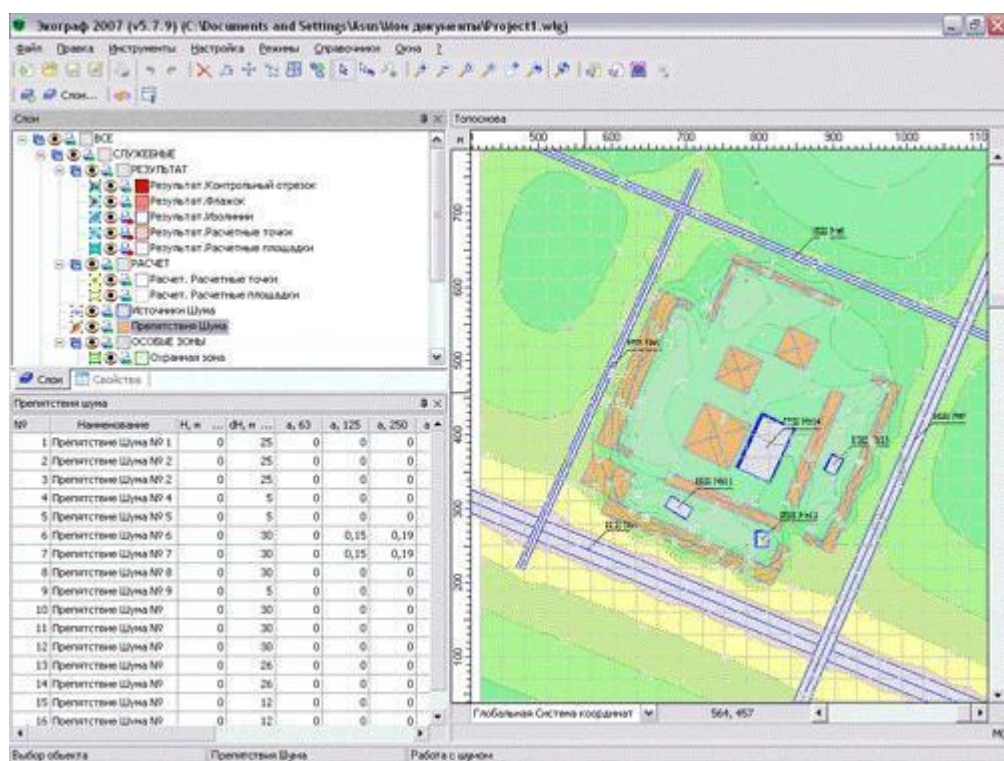 Экограф 2007 (v5.7.9) (C:\Documents and Settings\Asus\Мои документы\Project1.wlg)
Файл Правка Инструменты Настройка Режимы Справочники Окна ?
Слои...
Слои
ВСЕ
СЛУЖЕБНЫЕ
РЕЗУЛЬТАТ
Результат.Контрольный отрезок
Результат.Флажок
Результат.Изолинии
Результат.Расчетные точки
Результат.Расчетные площадки
РАСЧЕТ
Расчет. Расчетные точки
Расчет. Расчетные площадки
Источники Шума
Препятствия Шума
ОСОБЫЕ ЗОНЫ
Охранная зона
Слои Свойства
Препятствия шума
№ Наименование H, м ... dH, м ... a, 63 a, 125 a, 250 a
1 Препятствие Шума № 1 0 25 0 0 0
2 Препятствие Шума № 2 0 25 0 0 0
3 Препятствие Шума № 2 0 25 0 0 0
4 Препятствие Шума № 4 0 5 0 0 0
5 Препятствие Шума № 5 0 5 0 0 0
6 Препятствие Шума № 6 0 30 0 0,15 0,19
7 Препятствие Шума № 7 0 30 0 0,15 0,19
8 Препятствие Шума № 8 0 30 0 0 0
9 Препятствие Шума № 9 0 5 0 0 0
10 Препятствие Шума № 0 30 0 0 0
11 Препятствие Шума № 0 30 0 0 0
12 Препятствие Шума № 0 30 0 0 0
13 Препятствие Шума № 0 26 0 0 0
14 Препятствие Шума № 0 26 0 0 0
15 Препятствие Шума № 0 12 0 0 0
16 Препятствие Шума № 0 12 0 0 0
Топооснова
м 500 600 700 800 900 1000 110
700
600
500
400
300
200
100
Глобальная Система координат 564, 457
Выбор объекта Препятствия Шума Работа с шумом